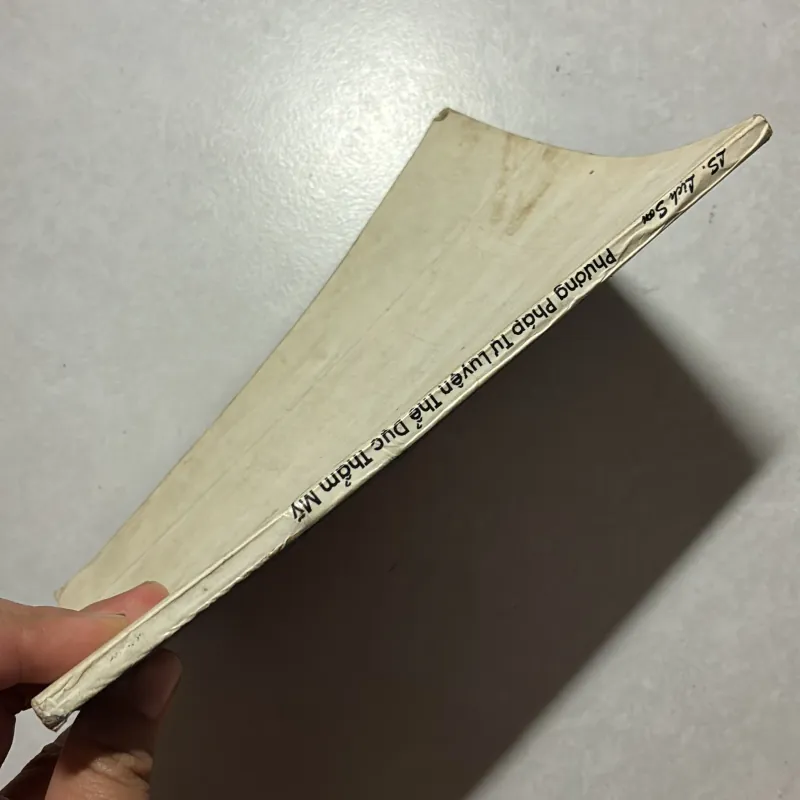 LS. Lịch Sơn
Phương Pháp Tự Luyện Thể Dục Thẩm Mỹ